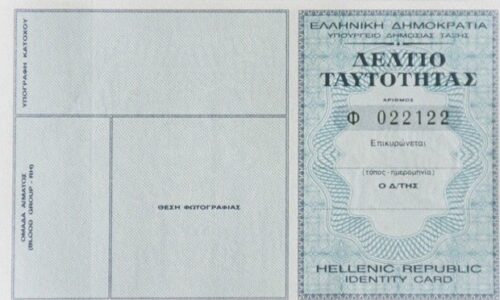 ΥΠΟΓΡΑΦΗ ΚΑΤΟΧΟΥ
ΟΜΑΔΑ ΑΙΜΑΤΟΣ
(BLOOD GROUP - RH)
ΘΕΣΗ ΦΩΤΟΓΡΑΦΙΑΣ
ΕΛΛΗΝΙΚΗ ΔΗΜΟΚΡΑΤΙΑ
ΥΠΟΥΡΓΕΙΟ ΔΗΜΟΣΙΑΣ ΤΑΞΗΣ
ΔΕΛΤΙΟ
ΤΑΥΤΟΤΗΤΑΣ
ΑΡΙΘΜΟΣ
Φ 022122
Επικυρώνεται
(τόπος - ημερομηνία)
Ο Δ/ΤΗΣ
HELLENIC REPUBLIC
IDENTITY CARD